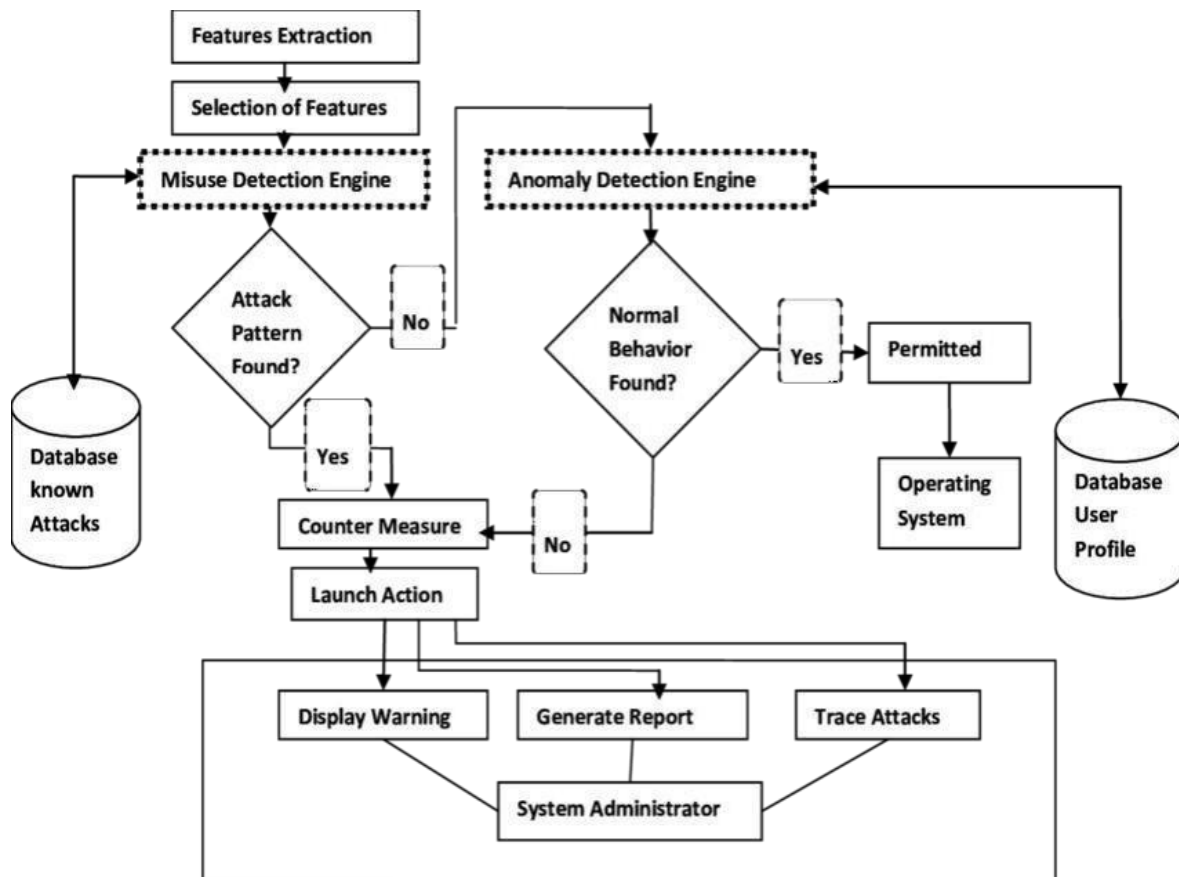 Features Extraction
Selection of Features
Misuse Detection Engine
Anomaly Detection Engine
Attack
Pattern
Found?
No
Normal
Behavior
Found?
Yes
Permitted
Database
known
Attacks
Yes
Operating
System
Database
User
Profile
Counter Measure
No
Launch Action
Display Warning
Generate Report
Trace Attacks
System Administrator